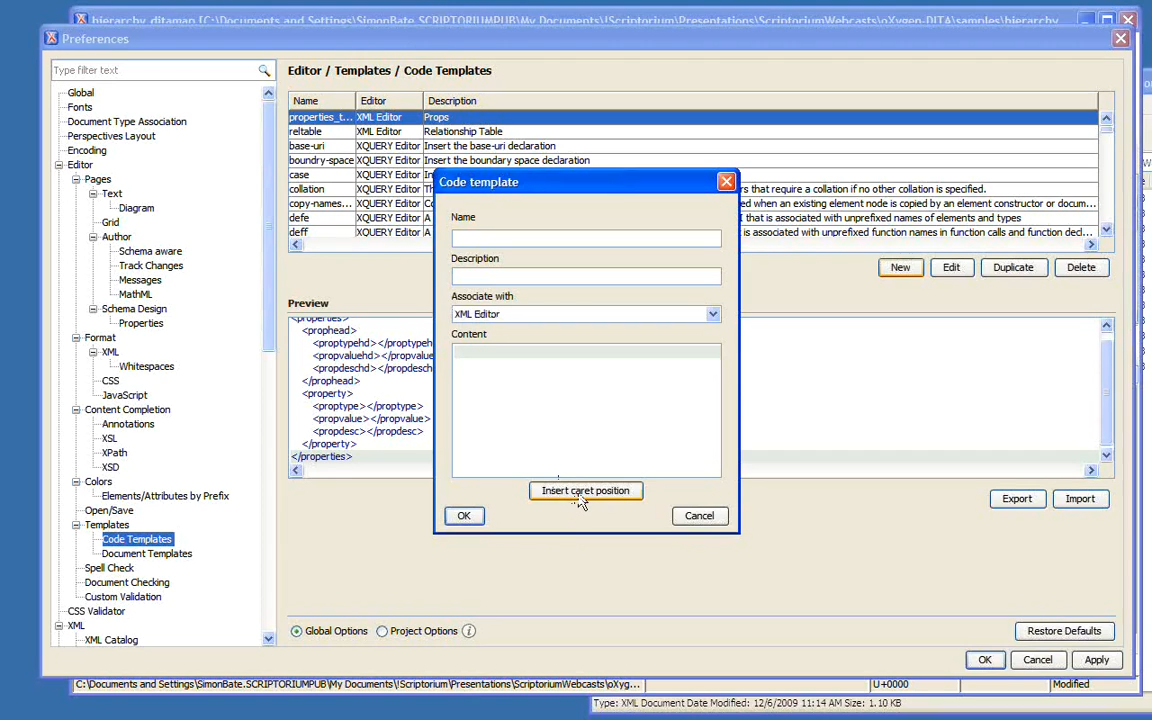 hierarchy_ditamap [C:\Documents and Settings\SimonBate.SCRIPTORIUMPUB\My Documents\!Scriptorium\Presentations\ScriptoriumWebcasts\oXygen-DITA\samples\hierarchy_
Preferences
Type filter text
Global
Fonts
Document Type Association
Perspectives Layout
Encoding
Editor
Pages
Text
Diagram
Grid
Author
Schema aware
Track Changes
Messages
MathML
Schema Design
Properties
Format
XML
Whitespaces
CSS
JavaScript
Content Completion
Annotations
XSL
XPath
XSD
Colors
Elements/Attributes by Prefix
Open/Save
Templates
Code Templates
Document Templates
Spell Check
Document Checking
Custom Validation
CSS Validator
XML
XML Catalog
Editor / Templates / Code Templates
Name Editor Description
properties_t... XML Editor Props
reltable XML Editor Relationship Table
base-uri XQUERY Editor Insert the base-uri declaration
boundry-space XQUERY Editor Insert the boundary space declaration
case XQUERY Editor
collation XQUERY Editor rs that require a collation if no other collation is specified.
copy-names... XQUERY Editor d when an existing element node is copied by an element constructor or docum...
defe XQUERY Editor A I that is associated with unprefixed names of elements and types
deff XQUERY Editor A is associated with unprefixed function names in function calls and function decl...
New Edit Duplicate Delete
Preview
<properties>
<prophead>
<proptypehd></proptypeh
<propvaluehd></propvalue
<propdeschd></propdesch
</prophead>
<property>
<proptype></proptype>
<propvalue></propvalue>
<propdesc></propdesc>
</property>
</properties>
Export Import
Code template
Name
Description
Associate with
XML Editor
Content
Insert caret position
OK Cancel
Global Options Project Options
Restore Defaults
OK Cancel Apply
C:\Documents and Settings\SimonBate.SCRIPTORIUMPUB\My Documents\!Scriptorium\Presentations\ScriptoriumWebcasts\oXyg... U+0000 Modified
Type: XML Document Date Modified: 12/6/2009 11:14 AM Size: 1.10 KB